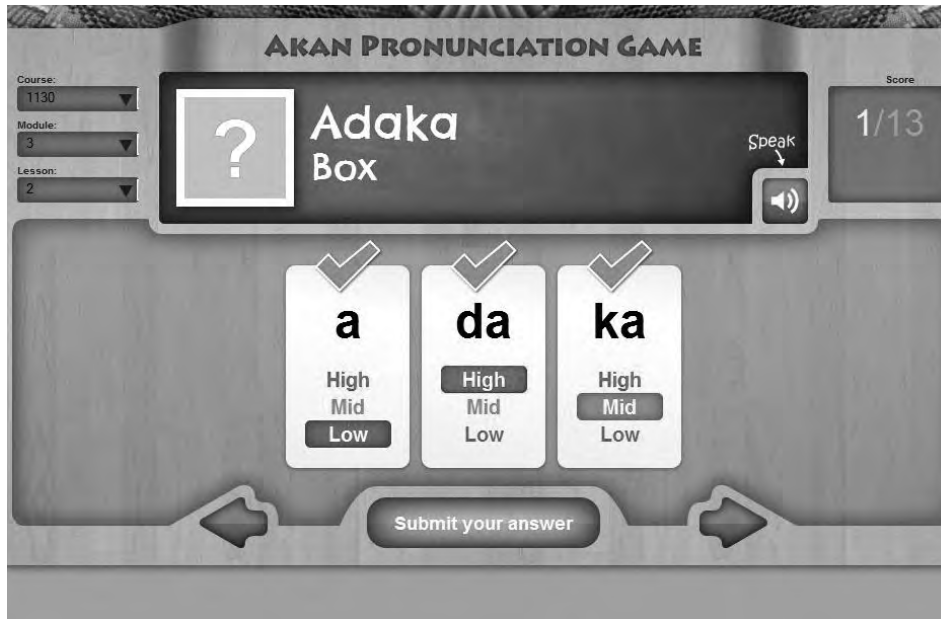 AKAN PRONUNCIATION GAME
Course:
1130
Module:
3
Lesson:
2
?
Adaka
Box
Speak
Score
1/13
a
High
Mid
Low
da
High
Mid
Low
ka
High
Mid
Low
Submit your answer